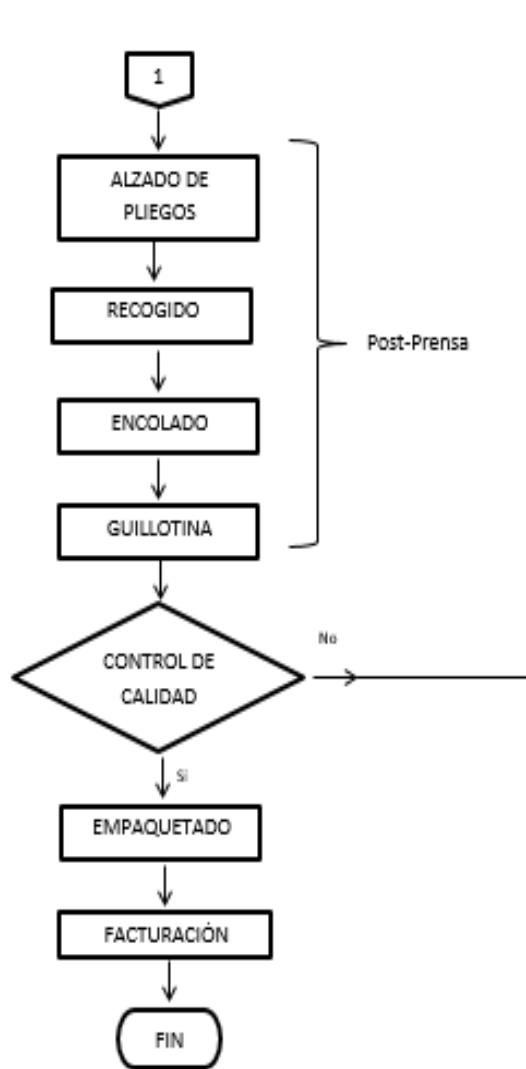 1
ALZADO DE
PLIEGOS
RECOGIDO
Post-Prensa
ENCOLADO
GUILLOTINA
No
CONTROL DE
CALIDAD
Si
EMPAQUETADO
FACTURACIÓN
FIN